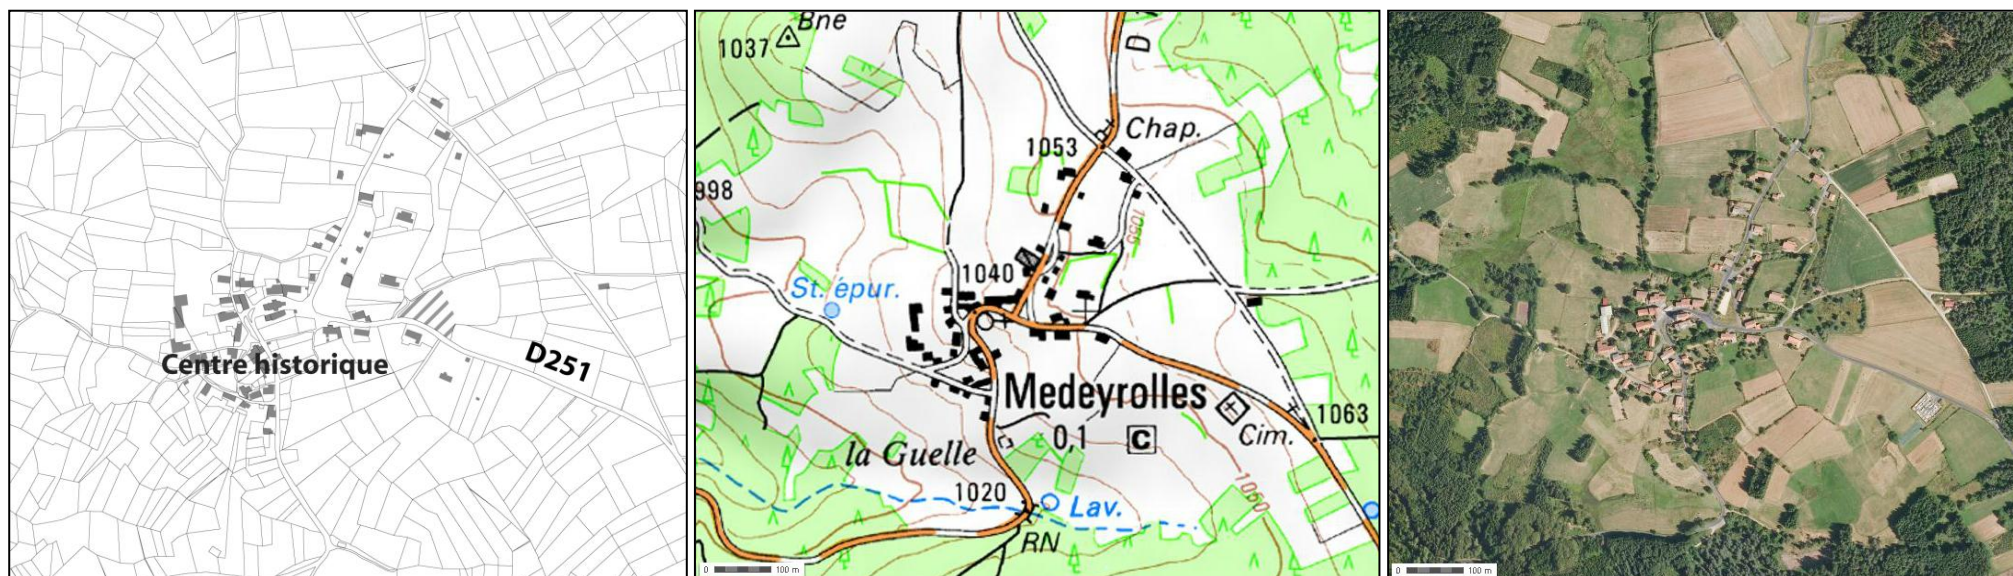 Centre historique
D251
Bne
1037
D
Chap.
1053
998
1055
1040
St. épur.
Medeyrolles
1063
0,1 C
Cim.
la Guelle
1020
Lav.
1060
RN
0 100 m
0 100 m